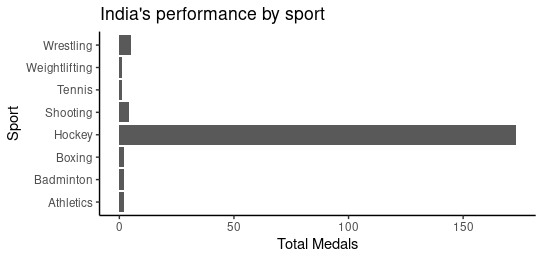 India's performance by sport
Sport
Wrestling
Weightlifting
Tennis
Shooting
Hockey
Boxing
Badminton
Athletics
0 50 100 150
Total Medals